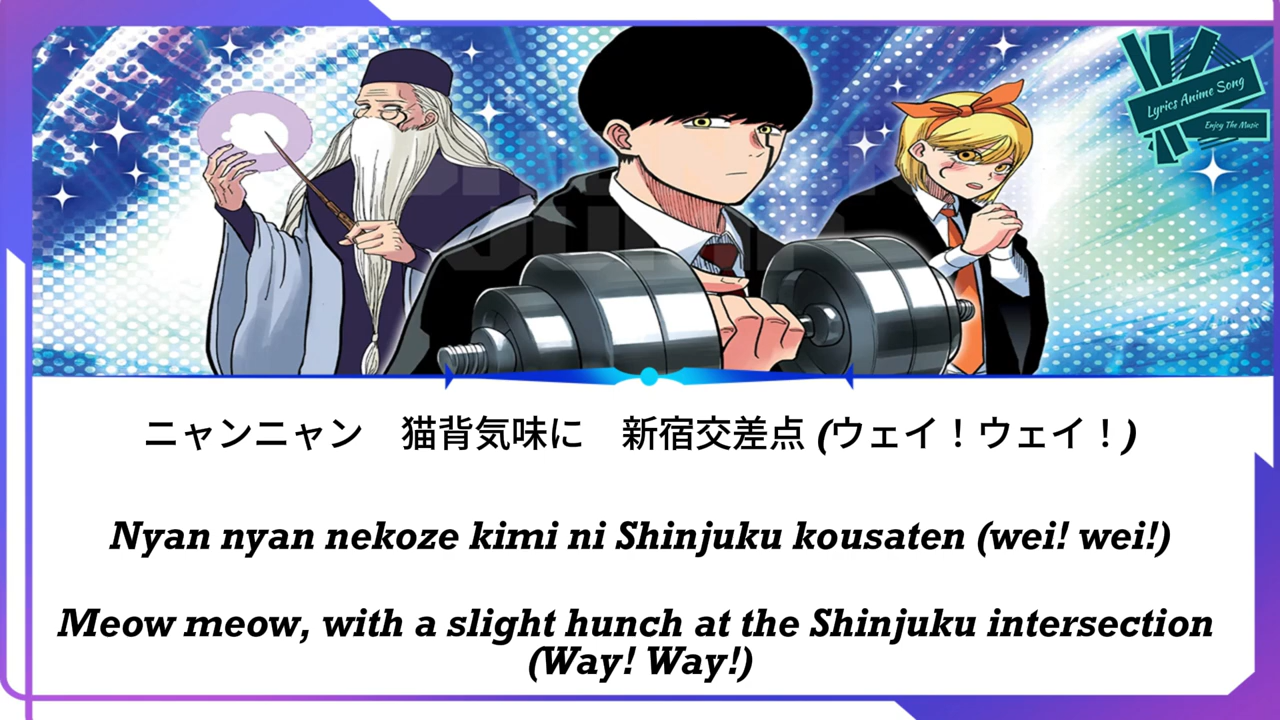 Lyrics Anime Song
Enjoy The Music
ニャンニャン　猫背気味に　新宿交差点 (ウェイ！ウェイ！)
Nyan nyan nekoze kimi ni Shinjuku kousaten (wei! wei!)
Meow meow, with a slight hunch at the Shinjuku intersection
(Way! Way!)